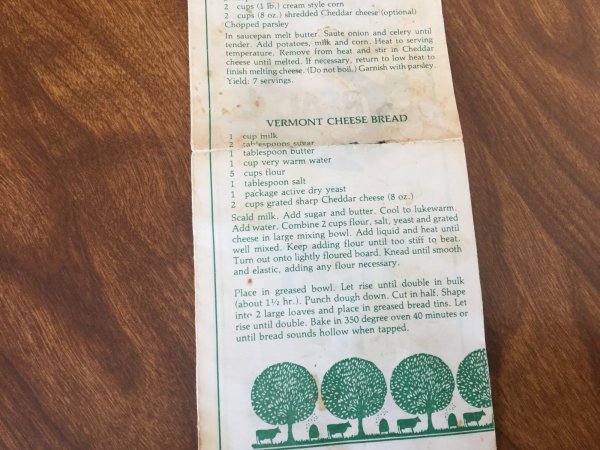 2 cups (1 lb.) cream style corn
2 cups (8 oz.) shredded Cheddar cheese (optional)
Chopped parsley
In saucepan melt butter. Saute onion and celery until
tender. Add potatoes, milk and corn. Heat to serving
temperature. Remove from heat and stir in Cheddar
cheese until melted. If necessary, return to low heat to
finish melting cheese. (Do not boil.) Garnish with parsley.
Yield: 7 servings.
VERMONT CHEESE BREAD
1 cup milk
2 tablespoons sugar
1 tablespoon butter
1 cup very warm water
5 cups flour
1 tablespoon salt
1 package active dry yeast
2 cups grated sharp Cheddar cheese (8 oz.)
Scald milk. Add sugar and butter. Cool to lukewarm.
Add water. Combine 2 cups flour, salt, yeast and grated
cheese in large mixing bowl. Add liquid and heat until
well mixed. Keep adding flour until too stiff to beat.
Turn out onto lightly floured board. Knead until smooth
and elastic, adding any flour necessary.
Place in greased bowl. Let rise until double in bulk
(about 1½ hr.). Punch dough down. Cut in half. Shape
into 2 large loaves and place in greased bread tins. Let
rise until double. Bake in 350 degree oven 40 minutes or
until bread sounds hollow when tapped.